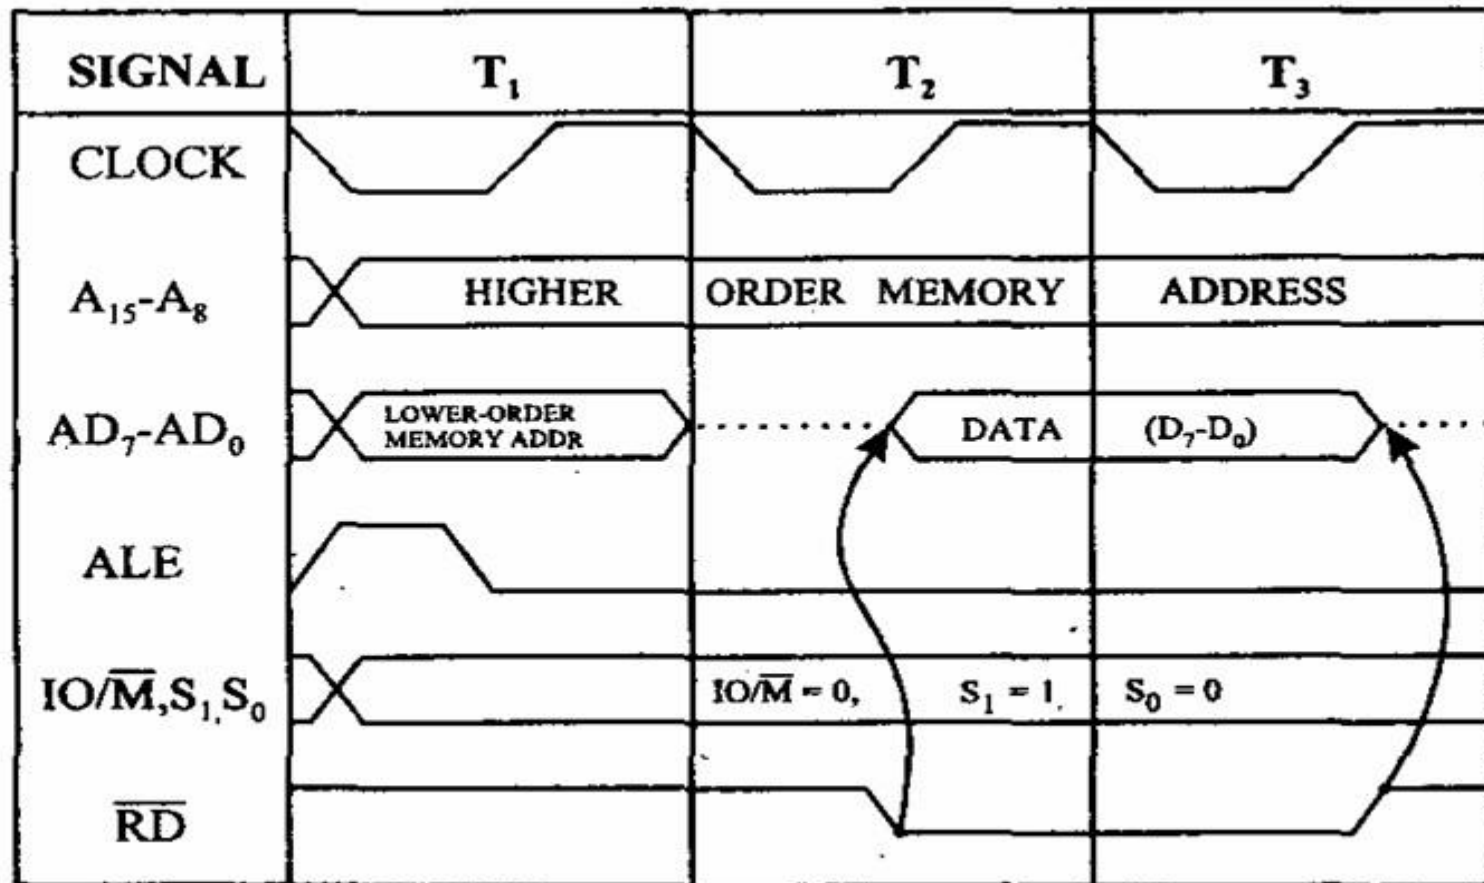 SIGNAL T₁ T₂ T₃
CLOCK
A₁₅-A₈ HIGHER ORDER MEMORY ADDRESS
AD₇-AD₀ LOWER-ORDER MEMORY ADDR DATA (D₇-D₀)
ALE
IO/M̅,S₁,S₀ IO/M̅ = 0, S₁ = 1, S₀ = 0
R̅D̅